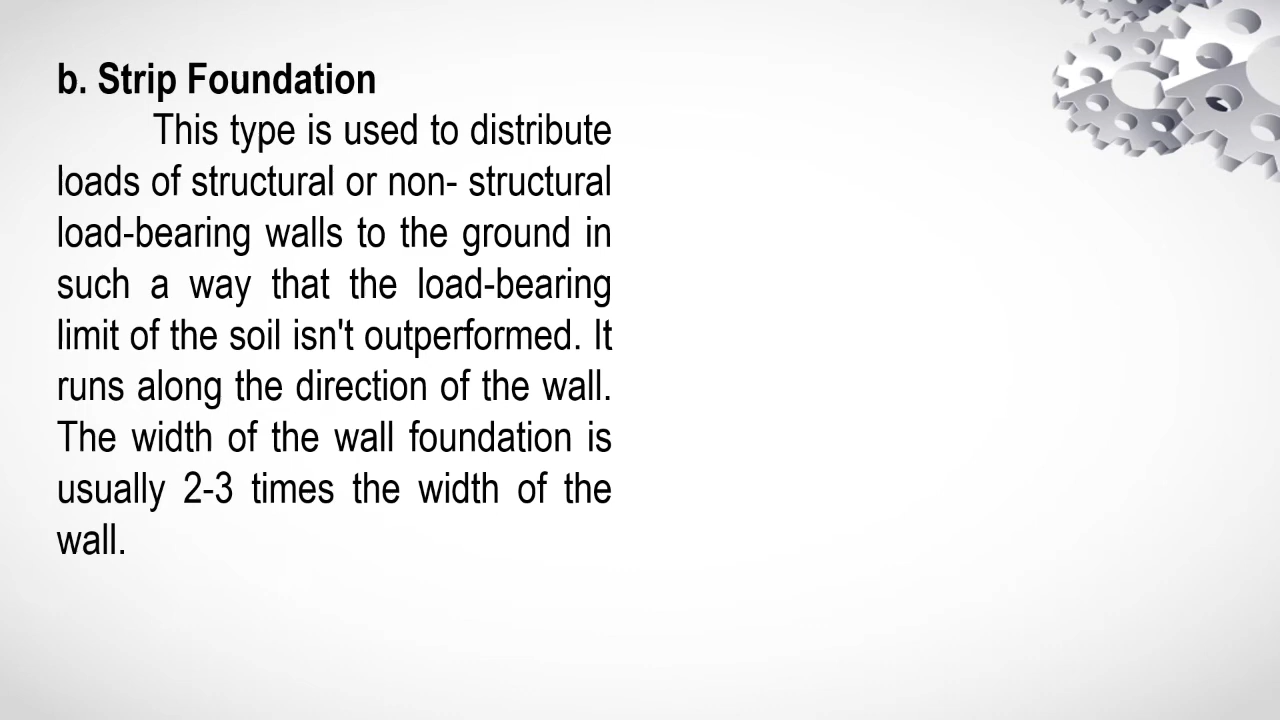 b. Strip Foundation
This type is used to distribute
loads of structural or non- structural
load-bearing walls to the ground in
such a way that the load-bearing
limit of the soil isn't outperformed. It
runs along the direction of the wall.
The width of the wall foundation is
usually 2-3 times the width of the
wall.